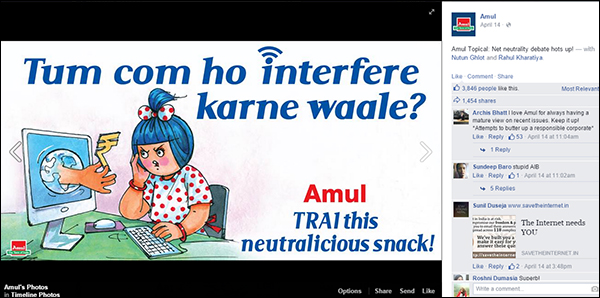 Tum com ho interfere
karne waale?
Amul
TRAI this
neutralicious snack!
Amul's Photos
In Timeline Photos
Options
Share
Send
Like
Amul
April 14
Amul Topical: Net neutrality debate hots up! — with
Nutun Ghlot and Rahul Kharatiya.
Like · Comment · Share
3,846 people like this.
Most Relevant
1,454 shares
Archis Bhatt I love Amul for always having a
mature view on recent issues. Keep it up!
"Attempts to butter up a responsible corporate"
Like · Reply · 53 · April 14 at 11:04am
1 Reply
Sundeep Baro stupid AIB
Like · Reply · 1 · April 14 at 11:02am
5 Replies
Sunil Duseja www.savetheinternet.in
The Internet needs
YOU
SAVETHEINTERNET.IN
Like · Reply · 2 · April 14 at 3:48pm
Roshni Dumasia Superb!
Write a comment...